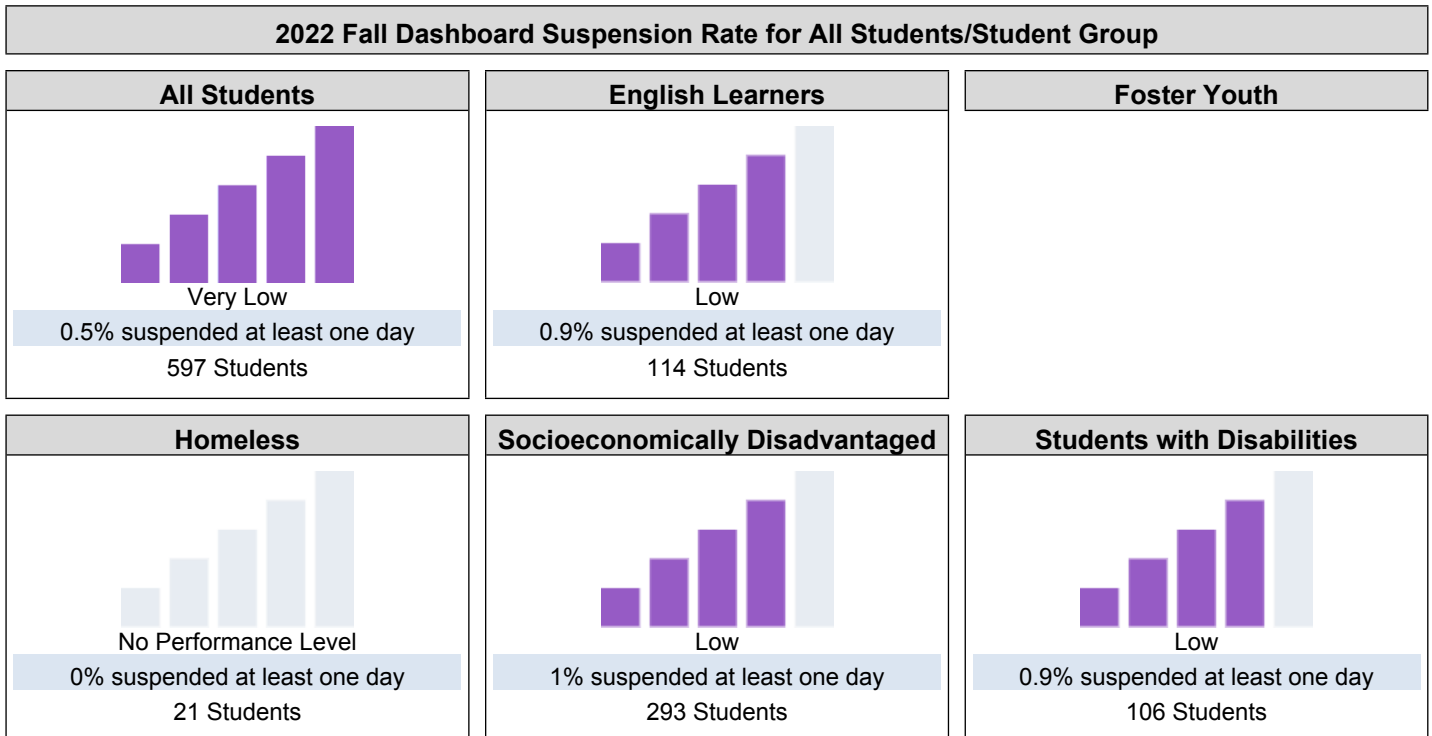 2022 Fall Dashboard Suspension Rate for All Students/Student Group
All Students
Very Low
0.5% suspended at least one day
597 Students
English Learners
Low
0.9% suspended at least one day
114 Students
Foster Youth
Homeless
No Performance Level
0% suspended at least one day
21 Students
Socioeconomically Disadvantaged
Low
1% suspended at least one day
293 Students
Students with Disabilities
Low
0.9% suspended at least one day
106 Students